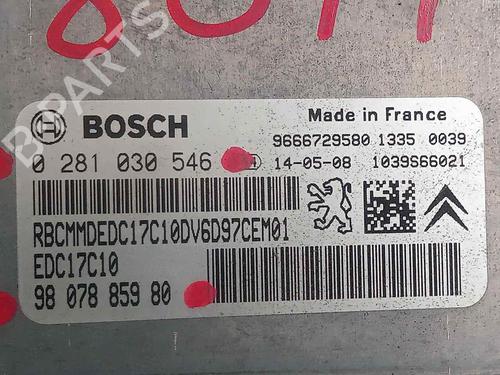 B-PARTS
BOSCH
Made in France
9666729580 1335 0039
0 281 030 546
14-05-08 1039S66021
RBCMMDEDC17C10DV6D97CEM01
EDC17C10
98 078 859 80